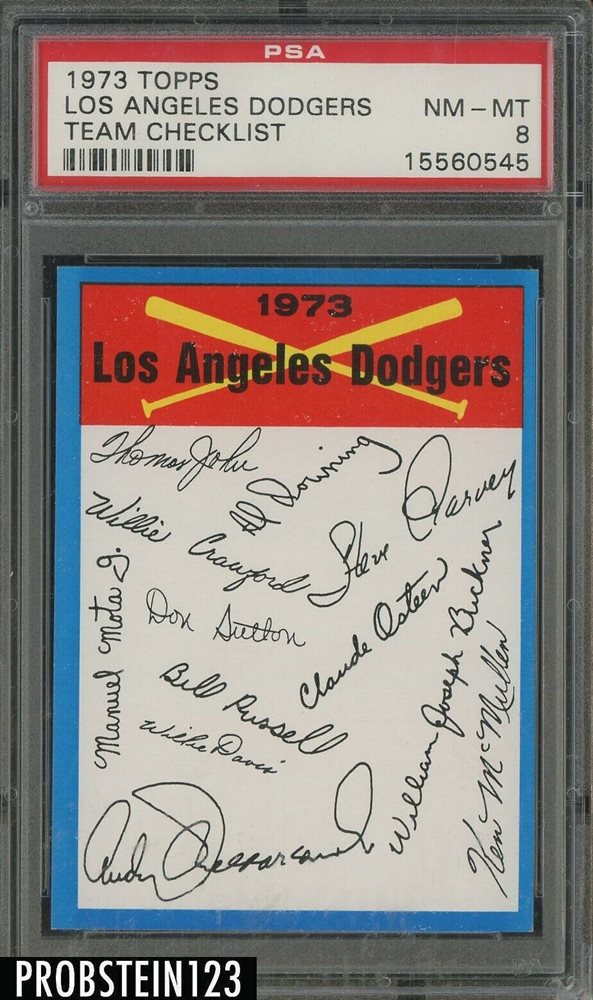 PSA
1973 TOPPS
LOS ANGELES DODGERS NM - MT
TEAM CHECKLIST 8
15560545
1973
Los Angeles Dodgers
Thomas John
Al Downing
Willie Crawford
Steve Garvey
Manuel Mota G.
Don Sutton
Claude Osteen
William Joseph Buckner
Bill Russell
Willie Davis
Ken McMullen
Andy Messersmith
PROBSTEIN123